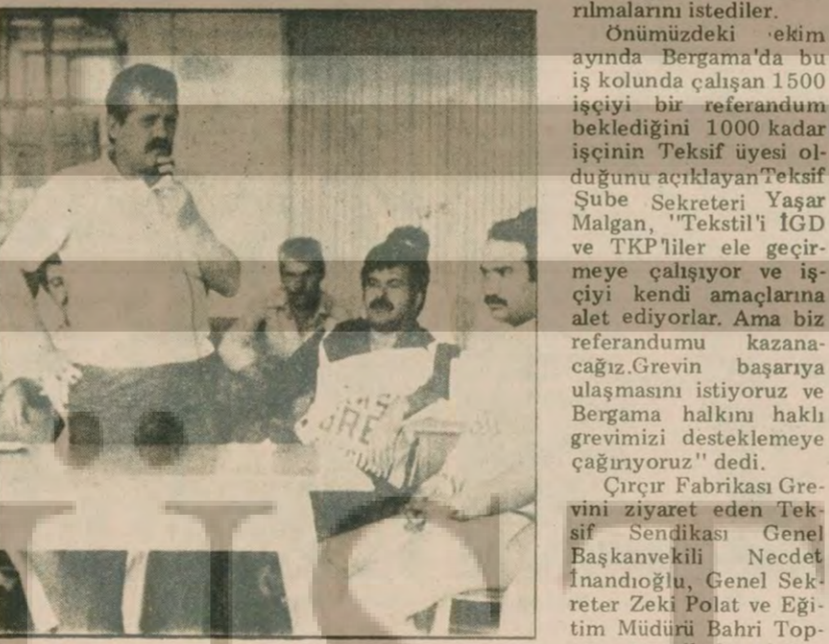 rılmalarını istediler.
Önümüzdeki ekim
ayında Bergama'da bu
iş kolunda çalışan 1500
işçiyi bir referandum
beklediğini 1000 kadar
işçinin Teksif üyesi ol-
duğunu açıklayanTeksif
Şube Sekreteri Yaşar
Malgan, "Tekstil'i İGD
ve TKP'liler ele geçir-
meye çalışıyor ve iş-
çiyi kendi amaçlarına
alet ediyorlar. Ama biz
referandumu kazana-
cağız.Grevin başarıya
ulaşmasını istiyoruz ve
Bergama halkını haklı
grevimizi desteklemeye
çağırıyoruz" dedi.
Çırçır Fabrikası Gre-
vini ziyaret eden Tek-
sif Sendikası Genel
Başkanvekili Necdet
İnandıoğlu, Genel Sek-
reter Zeki Polat ve Eği-
tim Müdürü Bahri Top-